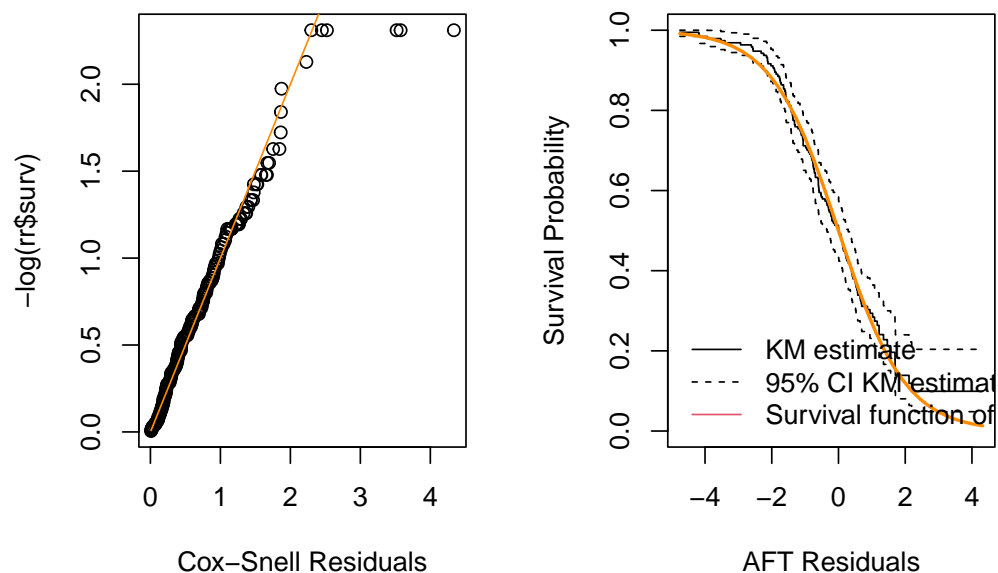 −log(rr$surv)
2.0
1.5
1.0
0.5
0.0
0 1 2 3 4
Cox−Snell Residuals
Survival Probability
1.0
0.8
0.6
0.4
0.2
0.0
KM estimate
95% CI KM estimat
Survival function of
−4 −2 0 2 4
AFT Residuals